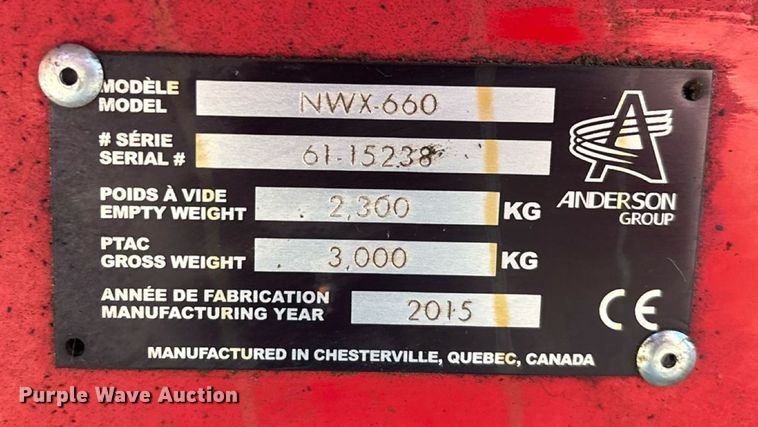 MODÈLE
MODEL
NWX-660
# SÉRIE
SERIAL #
61-15238
POIDS À VIDE
EMPTY WEIGHT
2,300 KG
PTAC
GROSS WEIGHT
3,000 KG
ANNÉE DE FABRICATION
MANUFACTURING YEAR
2015
ANDERSON
GROUP
CE
MANUFACTURED IN CHESTERVILLE, QUEBEC, CANADA
Purple Wave Auction